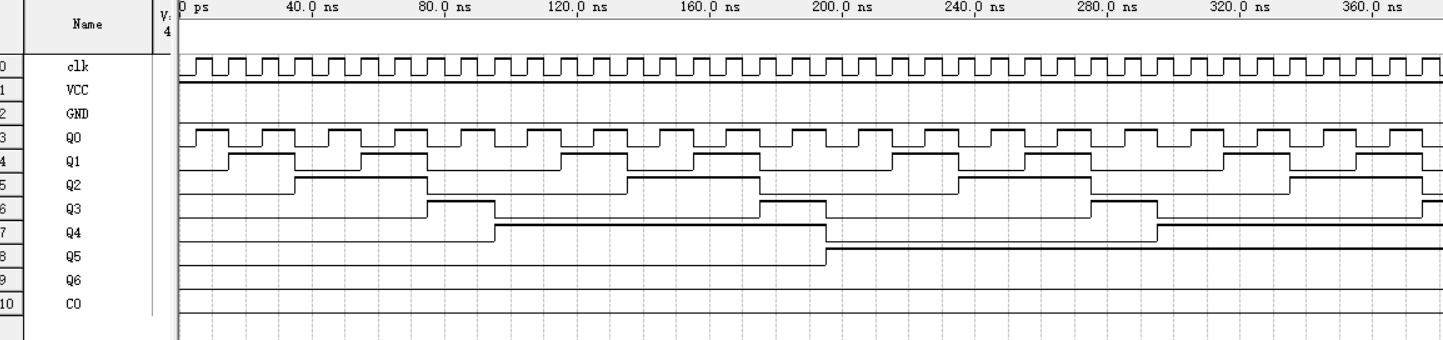 Name
V:
4
0 ps 40.0 ns 80.0 ns 120.0 ns 160.0 ns 200.0 ns 240.0 ns 280.0 ns 320.0 ns 360.0 ns
0 clk
1 VCC
2 GND
3 Q0
4 Q1
5 Q2
6 Q3
7 Q4
8 Q5
9 Q6
10 CO